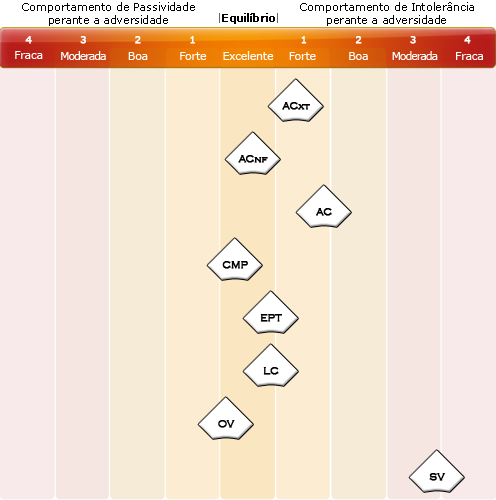 Comportamento de Passividade
perante a adversidade
|Equilíbrio|
Comportamento de Intolerância
perante a adversidade
4 3 2 1 1 2 3 4
Fraca Moderada Boa Forte Excelente Forte Boa Moderada Fraca
ACXT
ACNF
AC
CMP
EPT
LC
OV
SV